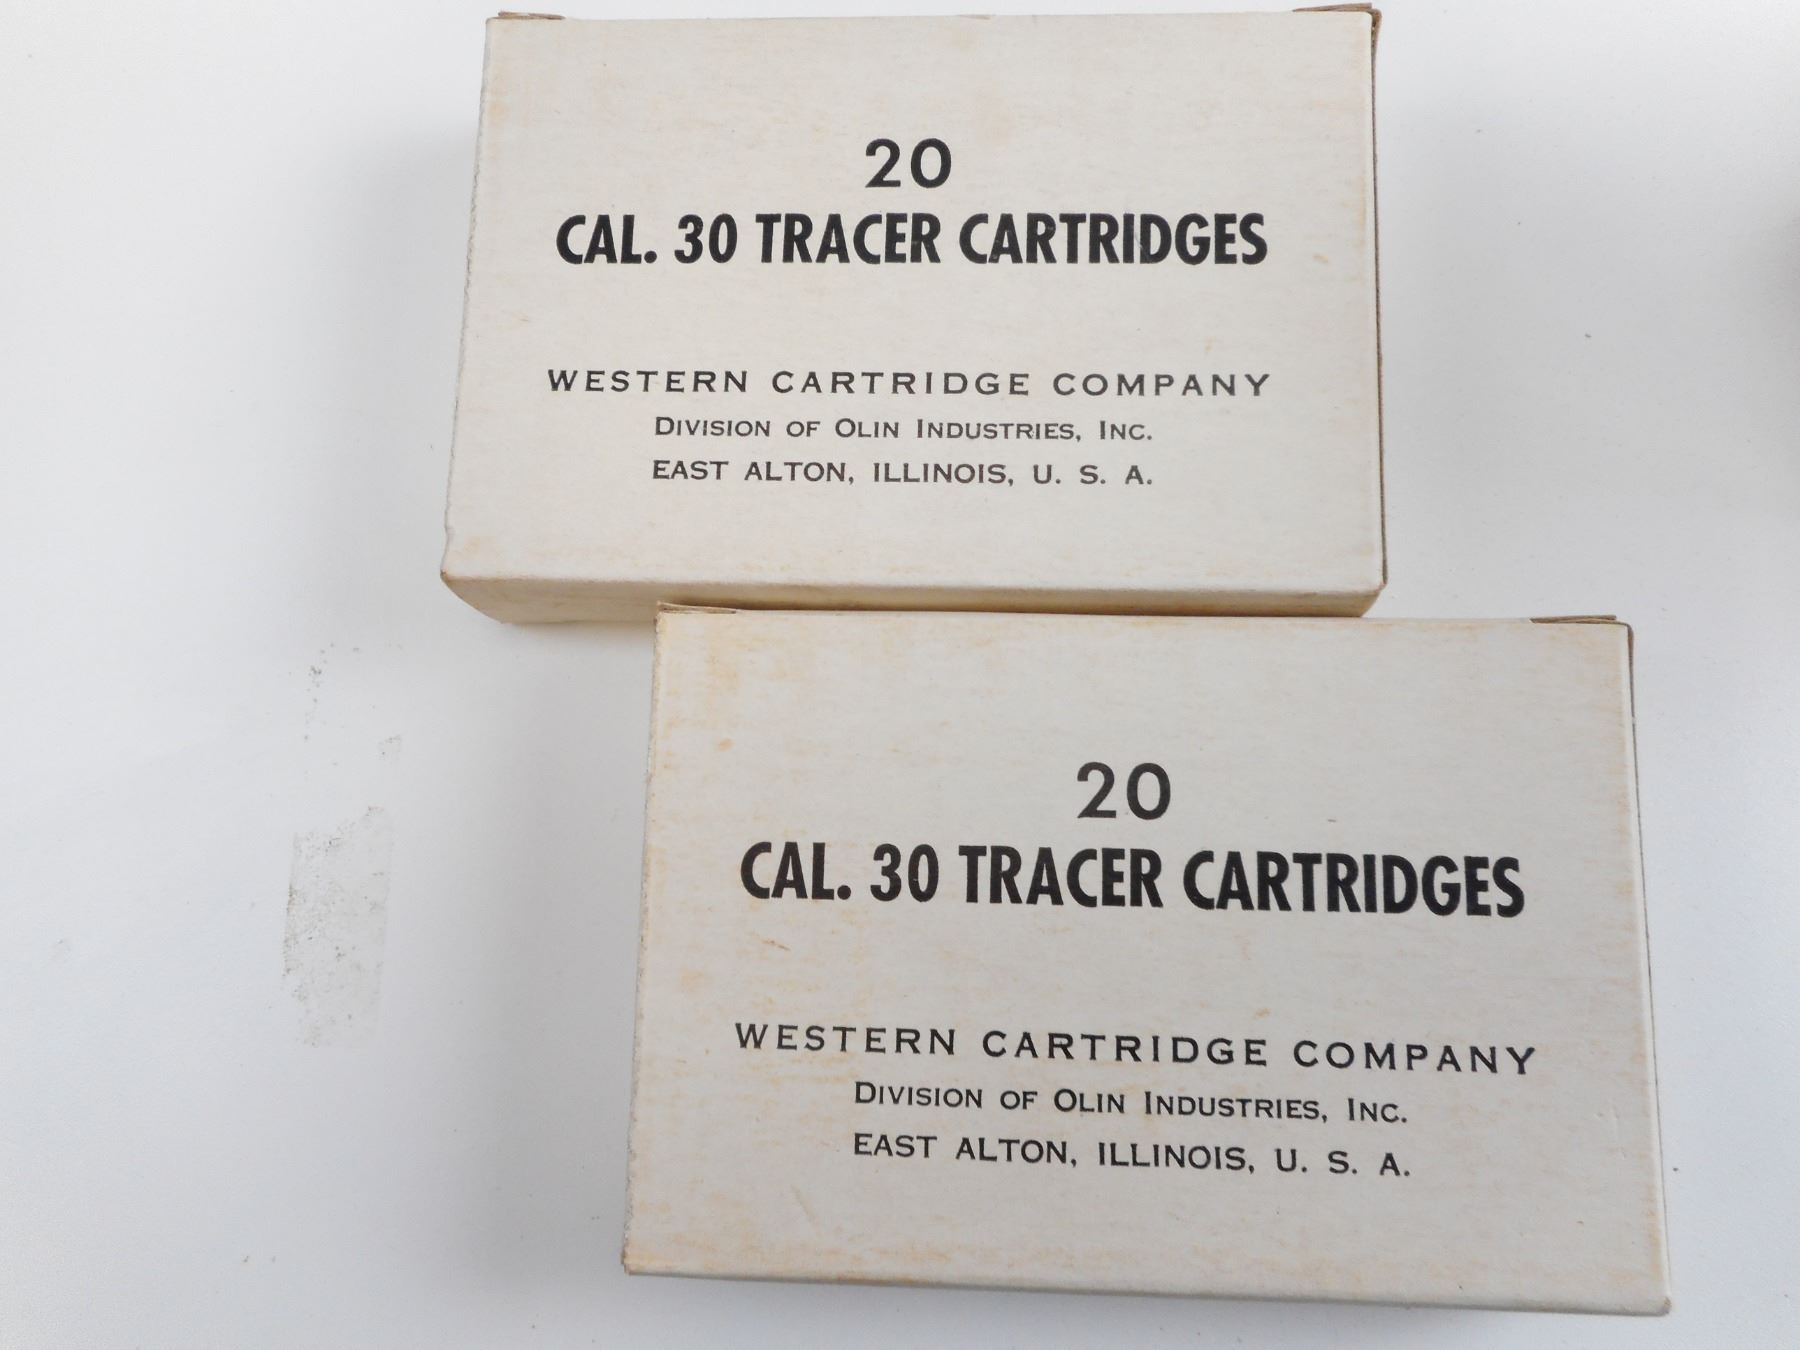 20
CAL. 30 TRACER CARTRIDGES
WESTERN CARTRIDGE COMPANY
DIVISION OF OLIN INDUSTRIES, INC.
EAST ALTON, ILLINOIS, U. S. A.
20
CAL. 30 TRACER CARTRIDGES
WESTERN CARTRIDGE COMPANY
DIVISION OF OLIN INDUSTRIES, INC.
EAST ALTON, ILLINOIS, U. S. A.